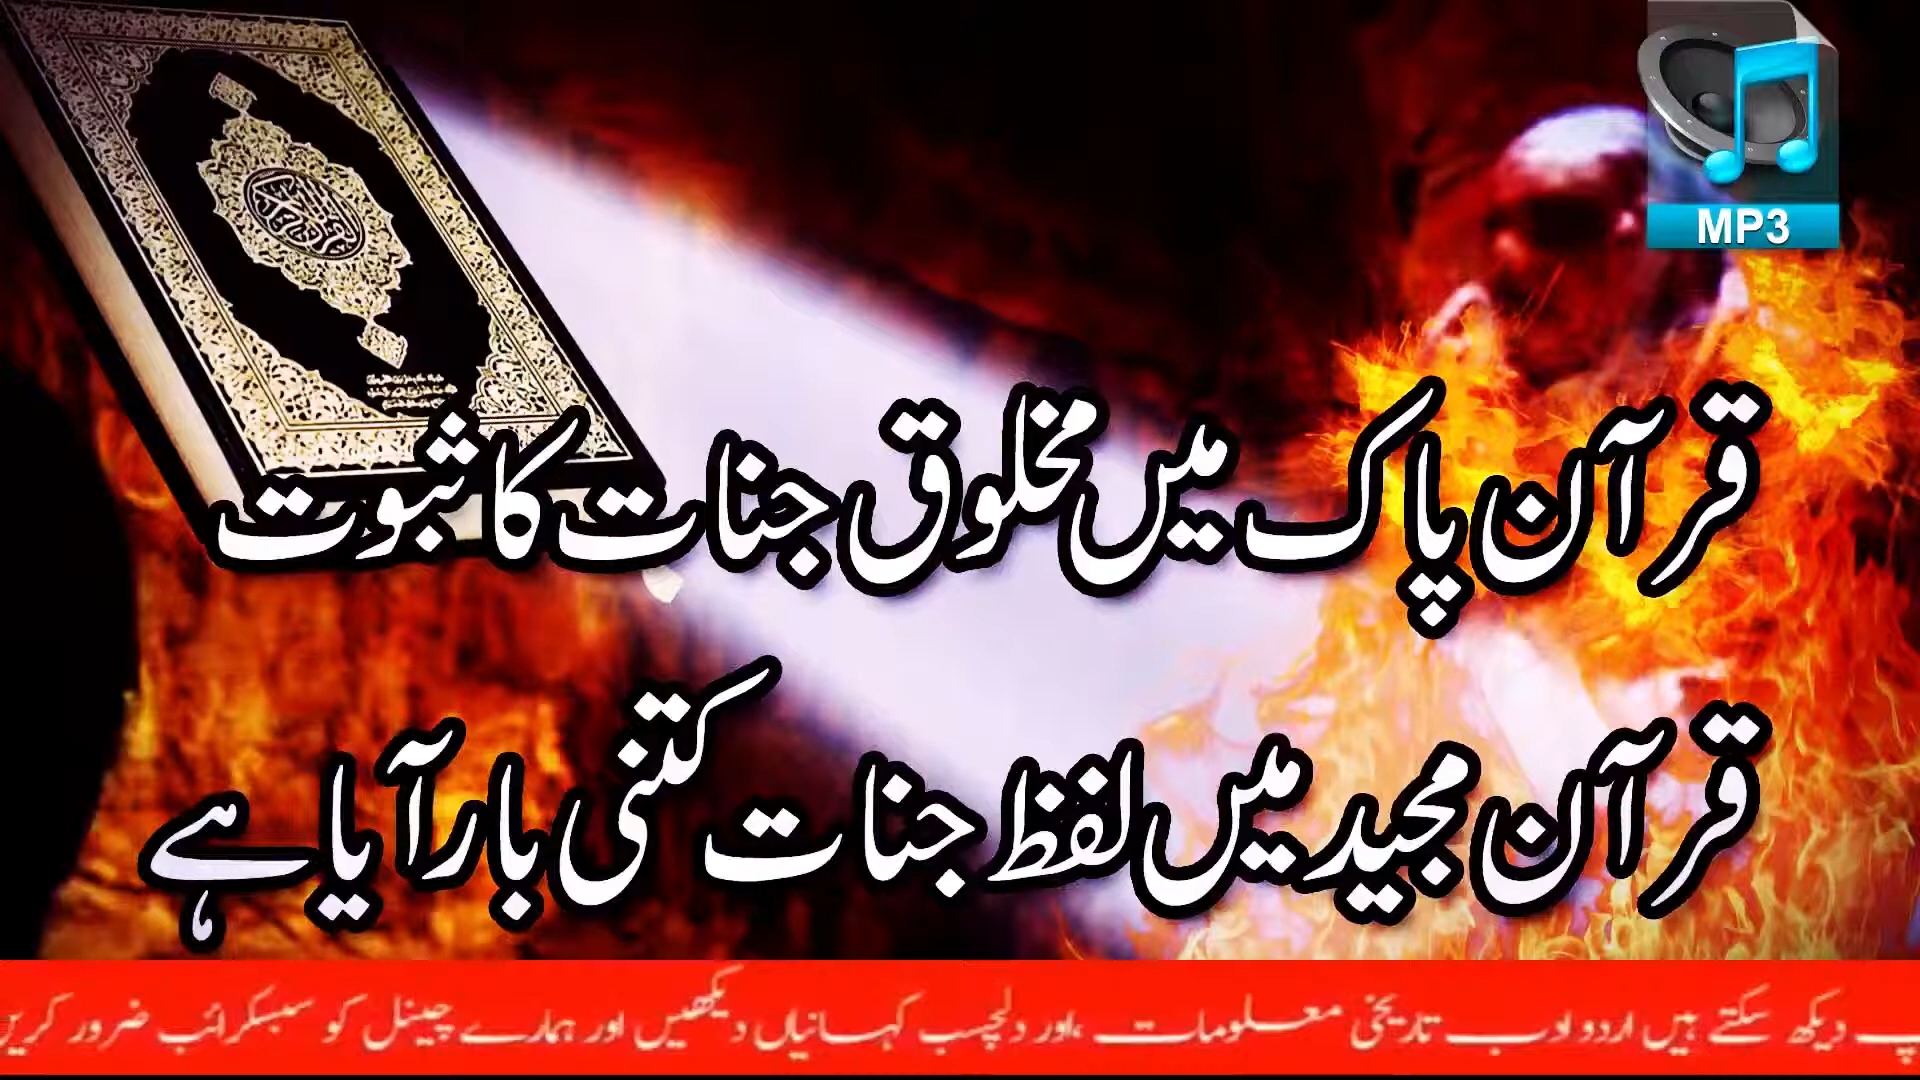 MP3
قرآن پاک میں مخلوق جنات کا ثبوت
قرآن مجید میں لفظ جنات کتنی بار آیا ہے
پ دیکھ سکتے ہیں اردو ادب تاریخی معلومات ،اور دلچسپ کہانیاں دیکھیں اور ہمارے چینل کو سبسکرائب ضرور کریں